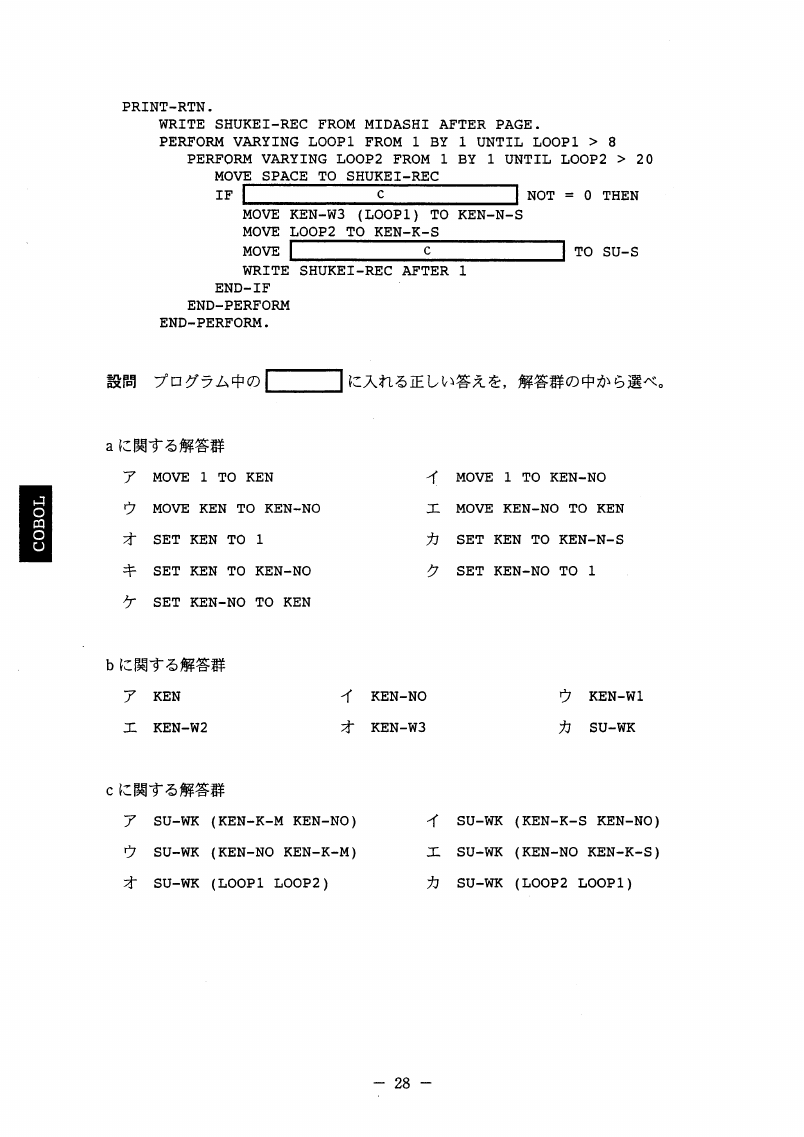 PRINT-RTN.
WRITE SHUKEI-REC FROM MIDASHI AFTER PAGE.
PERFORM VARYING LOOP1 FROM 1 BY 1 UNTIL LOOP1 > 8
PERFORM VARYING LOOP2 FROM 1 BY 1 UNTIL LOOP2 > 20
MOVE SPACE TO SHUKEI-REC
IF c NOT = 0 THEN
MOVE KEN-W3 (LOOP1) TO KEN-N-S
MOVE LOOP2 TO KEN-K-S
MOVE c TO SU-S
WRITE SHUKEI-REC AFTER 1
END-IF
END-PERFORM
END-PERFORM.
設問 プログラム中の に入れる正しい答えを，解答群の中から選べ。
a に関する解答群
ア MOVE 1 TO KEN イ MOVE 1 TO KEN-NO
ウ MOVE KEN TO KEN-NO エ MOVE KEN-NO TO KEN
オ SET KEN TO 1 カ SET KEN TO KEN-N-S
キ SET KEN TO KEN-NO ク SET KEN-NO TO 1
ケ SET KEN-NO TO KEN
b に関する解答群
ア KEN イ KEN-NO ウ KEN-W1
エ KEN-W2 オ KEN-W3 カ SU-WK
c に関する解答群
ア SU-WK (KEN-K-M KEN-NO) イ SU-WK (KEN-K-S KEN-NO)
ウ SU-WK (KEN-NO KEN-K-M) エ SU-WK (KEN-NO KEN-K-S)
オ SU-WK (LOOP1 LOOP2) カ SU-WK (LOOP2 LOOP1)
COBOL
— 28 —